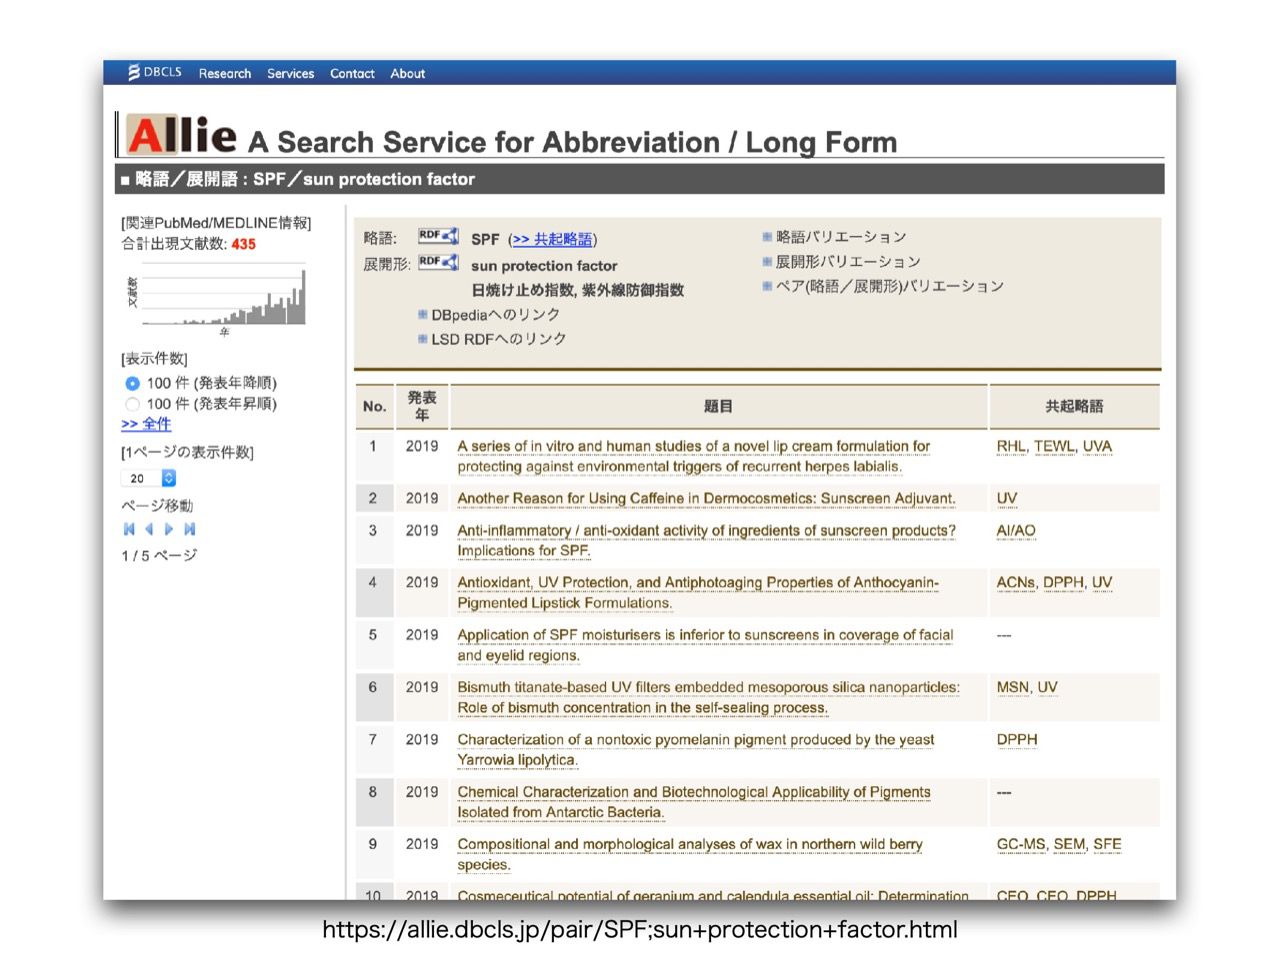 DBCLS Research Services Contact About
Allie A Search Service for Abbreviation / Long Form
■ 略語／展開語 : SPF／sun protection factor
[関連PubMed/MEDLINE情報]
合計出現文献数: 435
文献数
年
[表示件数]
100 件 (発表年降順)
100 件 (発表年昇順)
>> 全件
[1ページの表示件数]
20
ページ移動
1 / 5 ページ
略語: RDF SPF (>> 共起略語)
展開形: RDF sun protection factor
日焼け止め指数, 紫外線防御指数
DBpediaへのリンク
LSD RDFへのリンク
略語バリエーション
展開形バリエーション
ペア(略語／展開形)バリエーション
No. 発表年 題目 共起略語
1 2019 A series of in vitro and human studies of a novel lip cream formulation for RHL, TEWL, UVA
protecting against environmental triggers of recurrent herpes labialis.
2 2019 Another Reason for Using Caffeine in Dermocosmetics: Sunscreen Adjuvant. UV
3 2019 Anti-inflammatory / anti-oxidant activity of ingredients of sunscreen products? AI/AO
Implications for SPF.
4 2019 Antioxidant, UV Protection, and Antiphotoaging Properties of Anthocyanin- ACNs, DPPH, UV
Pigmented Lipstick Formulations.
5 2019 Application of SPF moisturisers is inferior to sunscreens in coverage of facial ---
and eyelid regions.
6 2019 Bismuth titanate-based UV filters embedded mesoporous silica nanoparticles: MSN, UV
Role of bismuth concentration in the self-sealing process.
7 2019 Characterization of a nontoxic pyomelanin pigment produced by the yeast DPPH
Yarrowia lipolytica.
8 2019 Chemical Characterization and Biotechnological Applicability of Pigments ---
Isolated from Antarctic Bacteria.
9 2019 Compositional and morphological analyses of wax in northern wild berry GC-MS, SEM, SFE
species.
10 2019 Cosmeceutical potential of geranium and calendula essential oil: Determination CEO, CEO, DPPH
https://allie.dbcls.jp/pair/SPF;sun+protection+factor.html